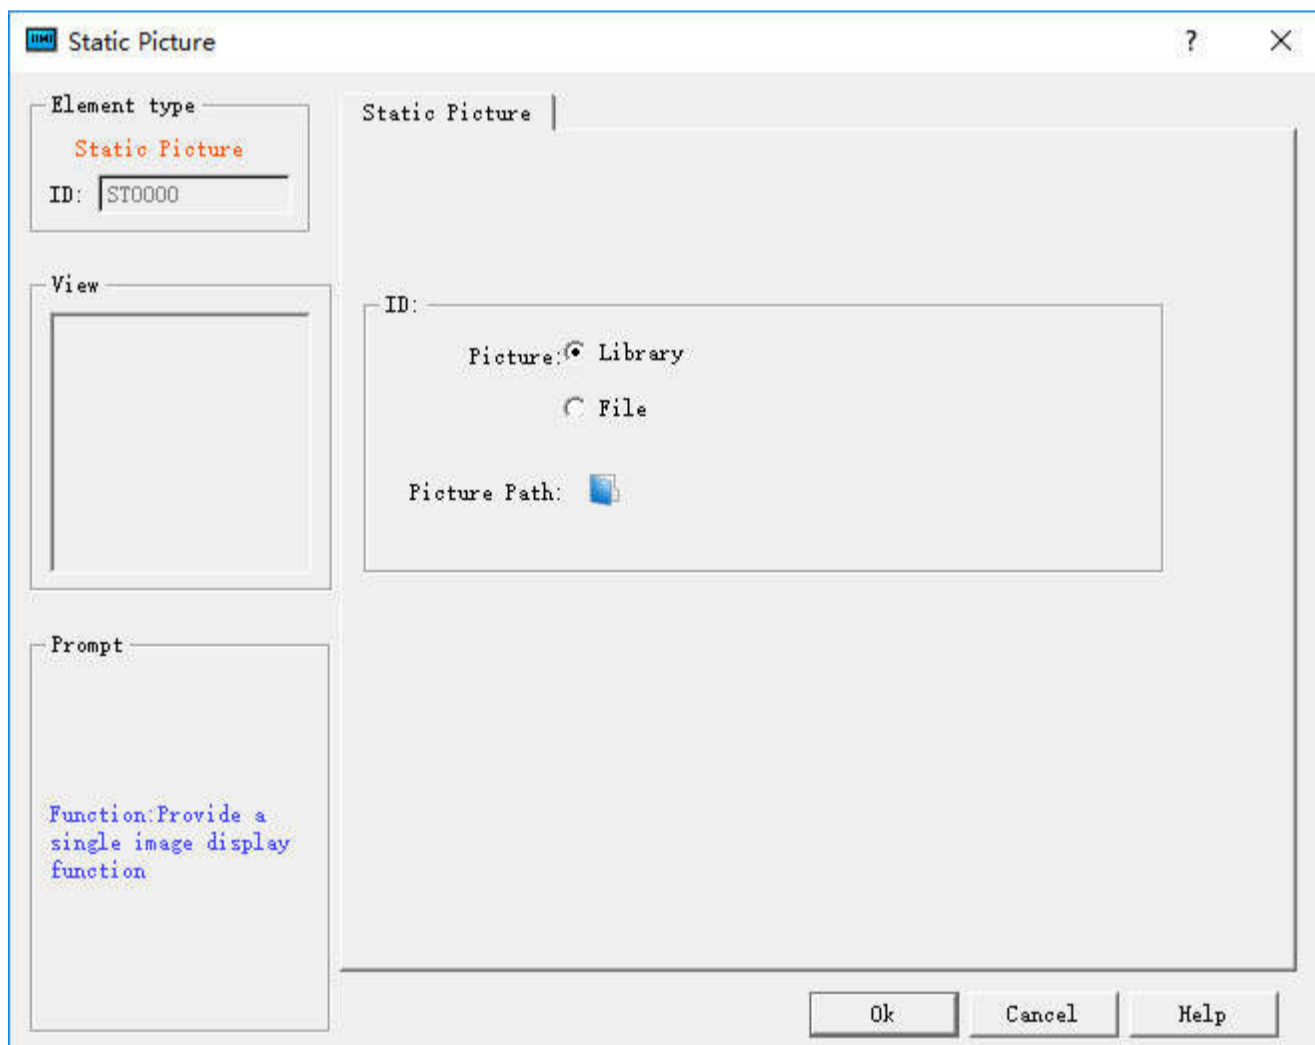 Static Picture
?
Element type
Static Picture
ID: ST0000
View
Prompt
Function:Provide a
single image display
function
Static Picture
ID:
Picture: Library
File
Picture Path:
Ok Cancel Help